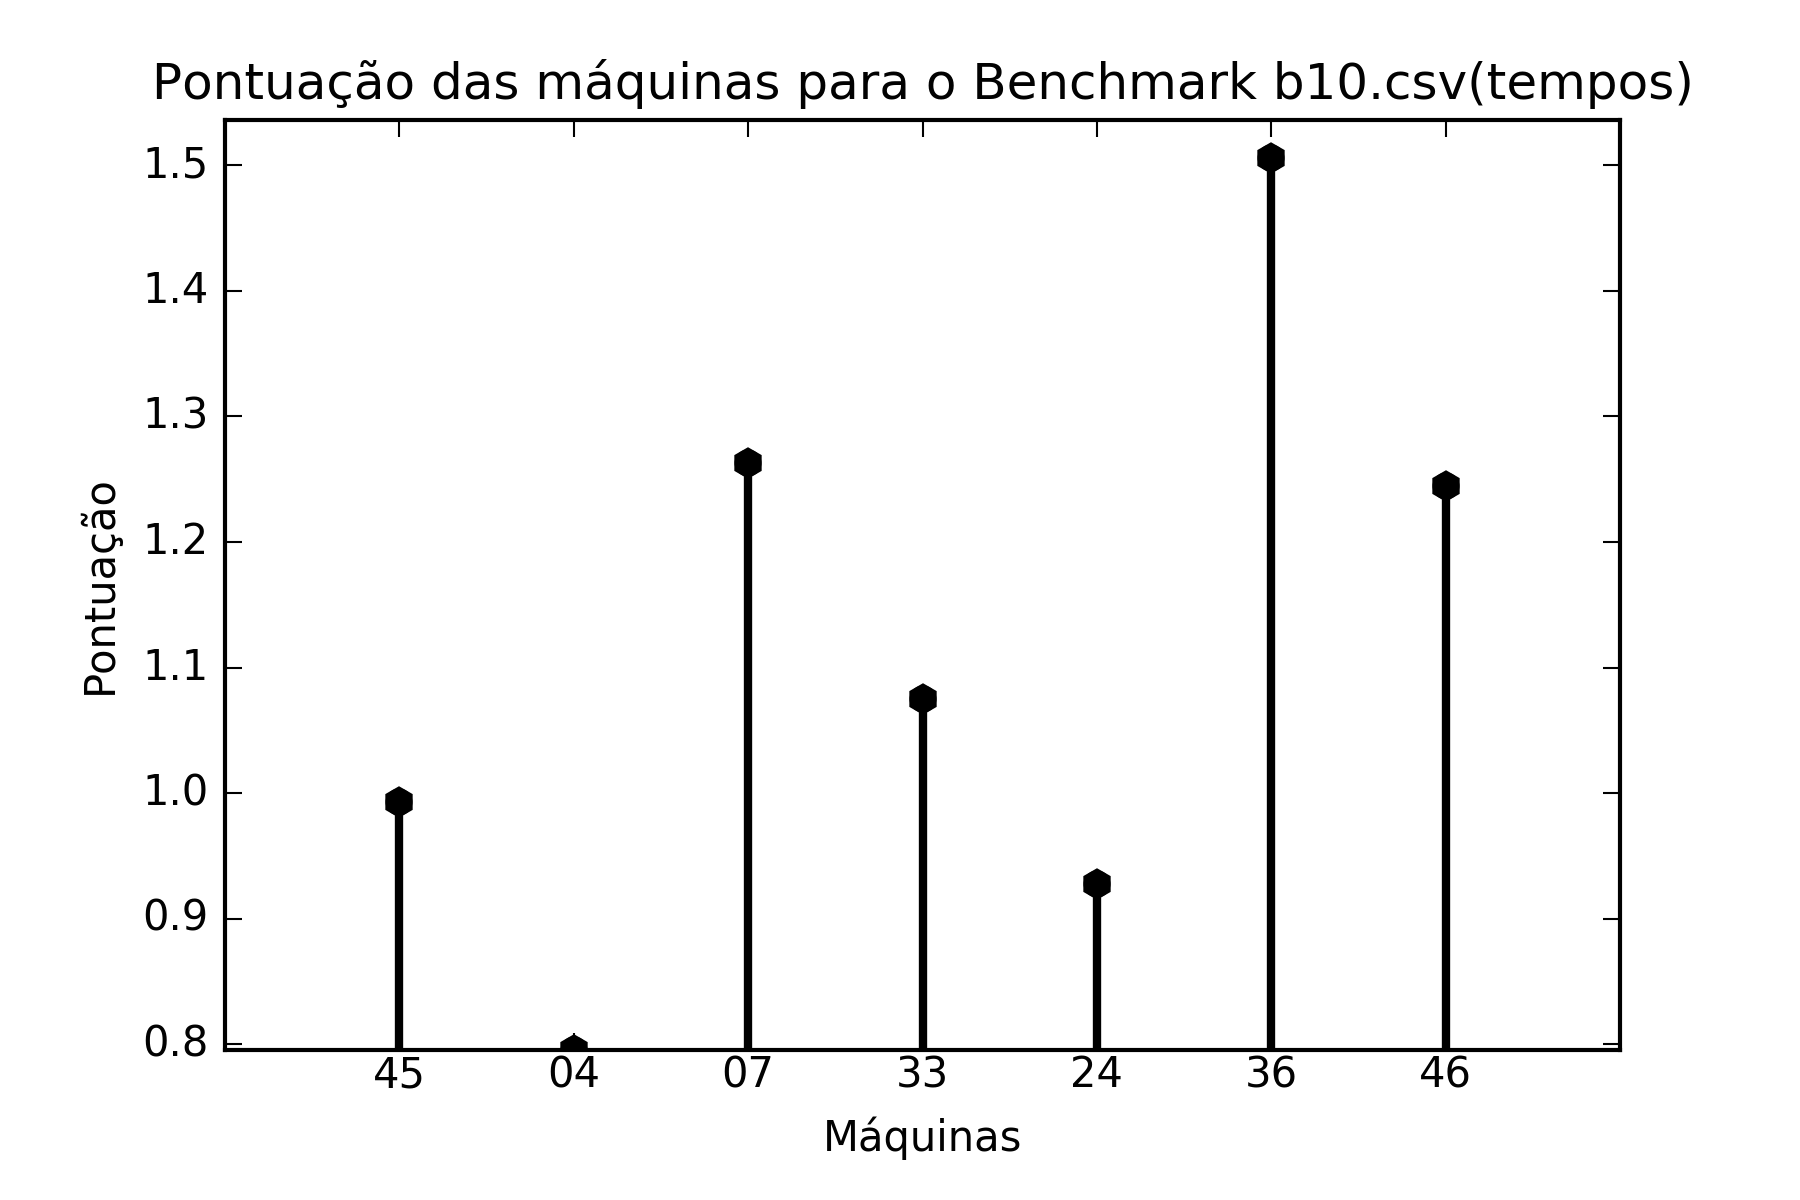 Pontuação das máquinas para o Benchmark b10.csv(tempos)
1.5
1.4
1.3
1.2
1.1
1.0
0.9
0.8
Pontuação
45 04 07 33 24 36 46
Máquinas